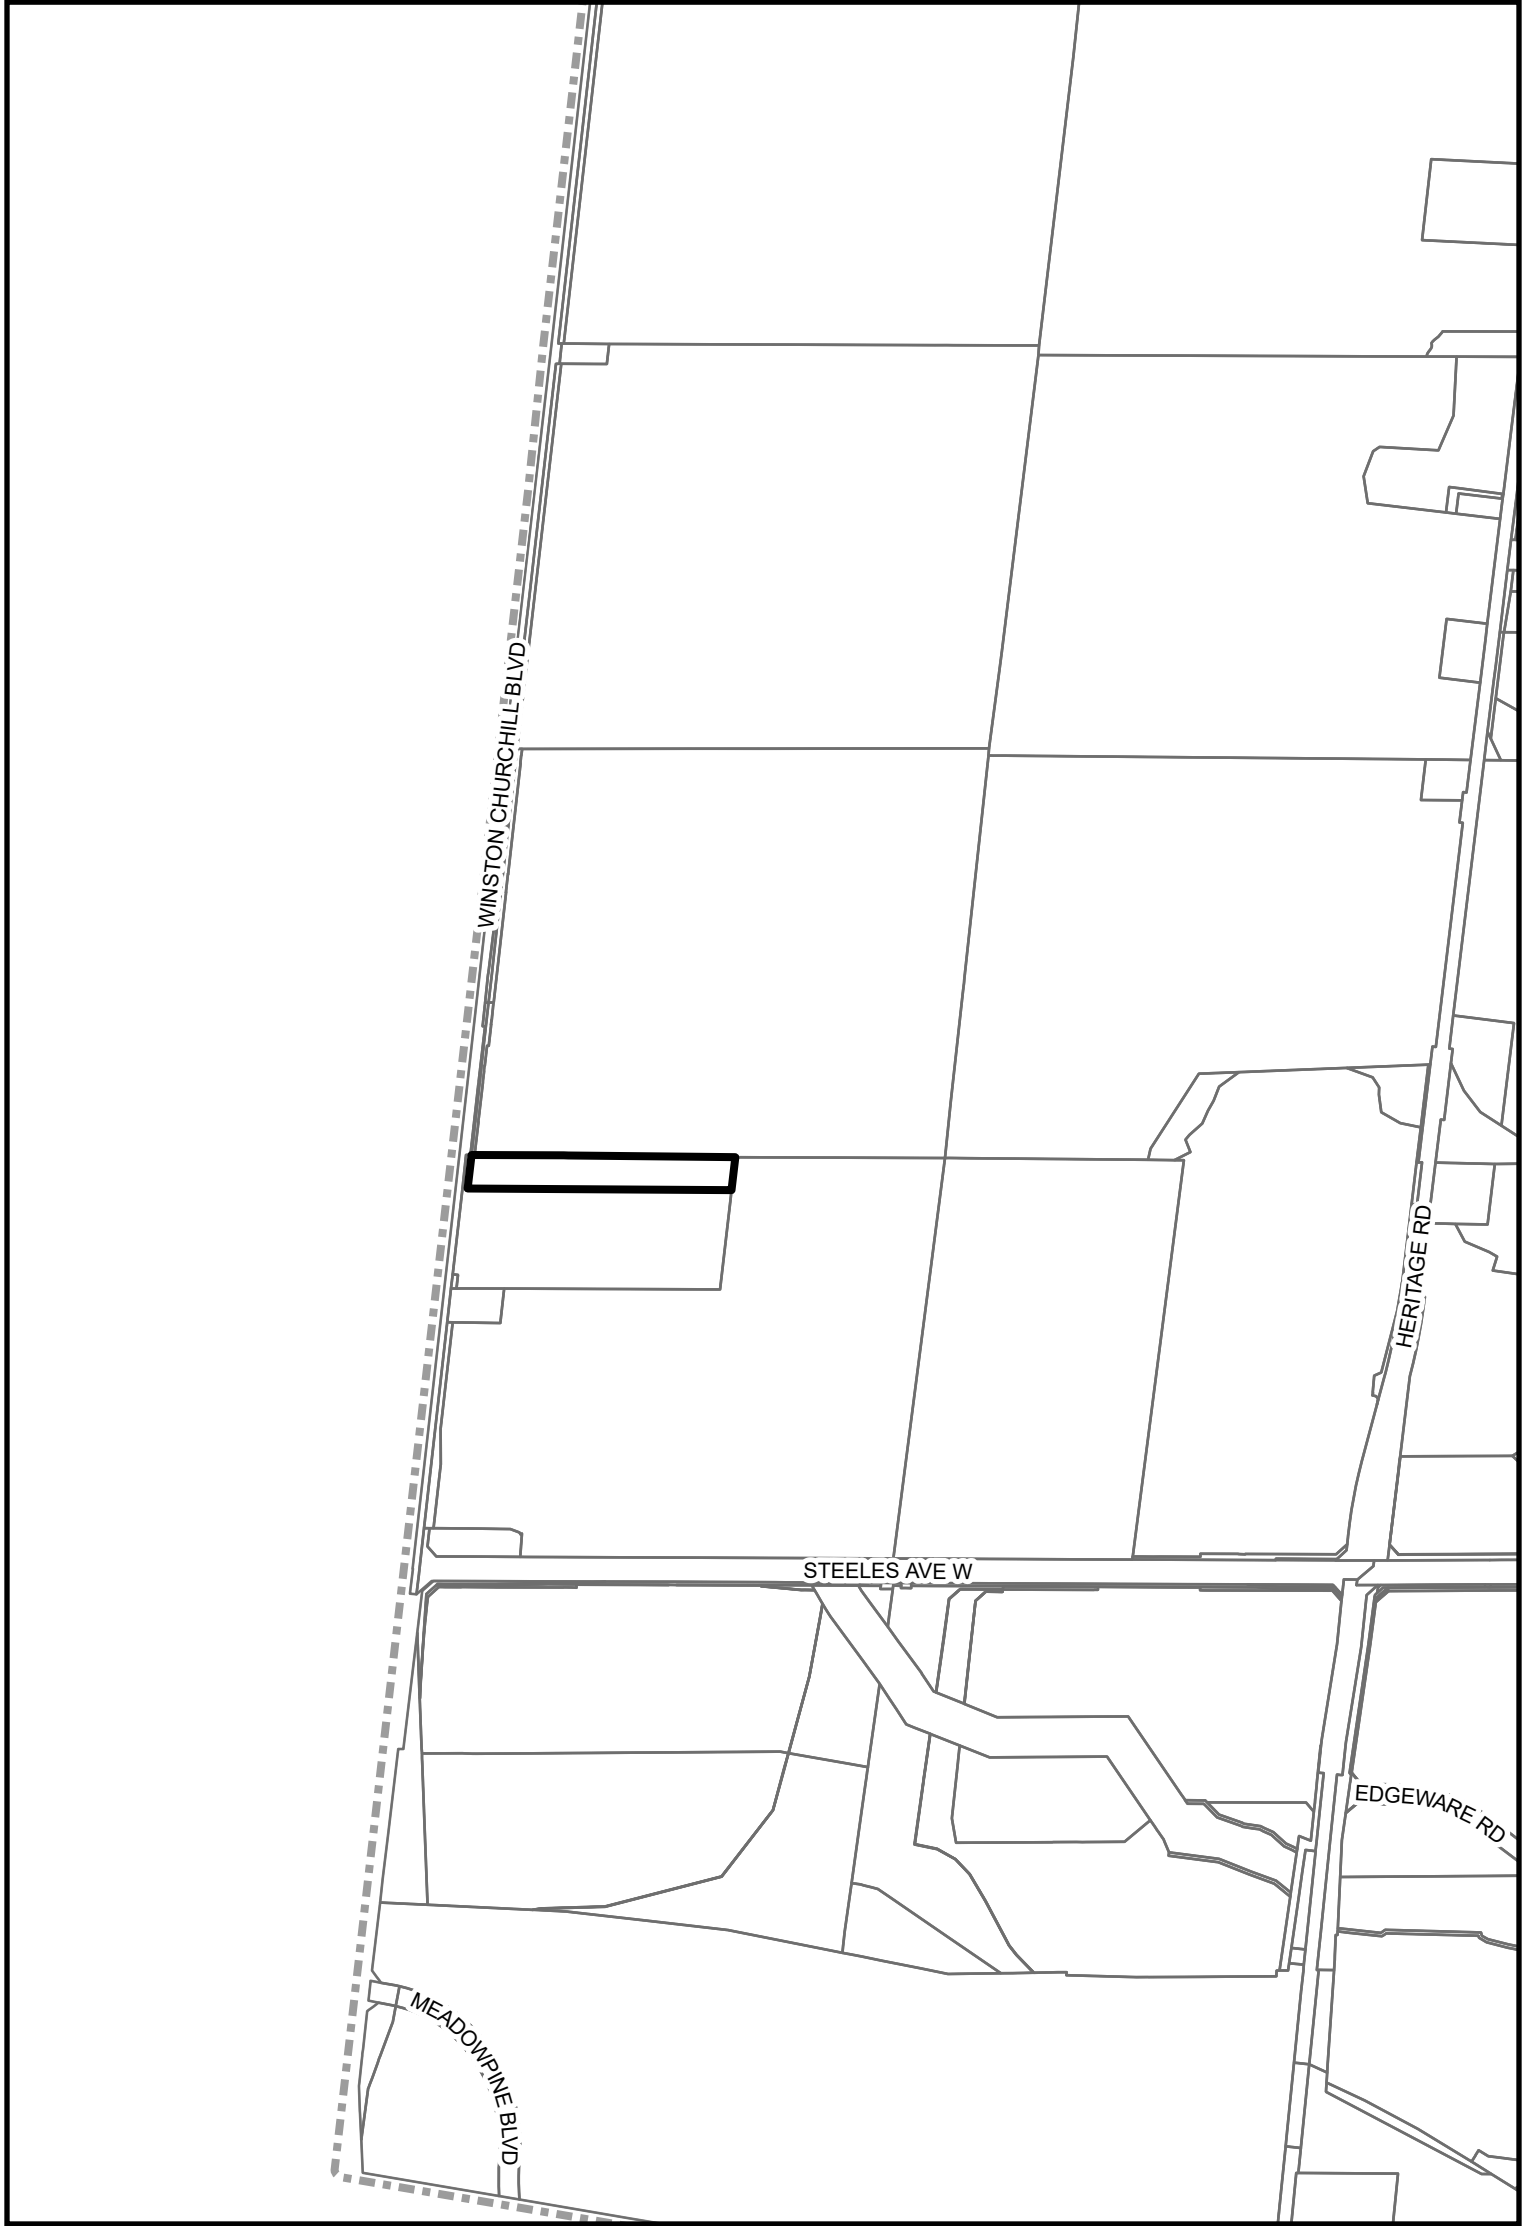 WINSTON CHURCHILL BLVD
HERITAGE RD
STEELES AVE W
EDGEWARE RD
MEADOWPINE BLVD